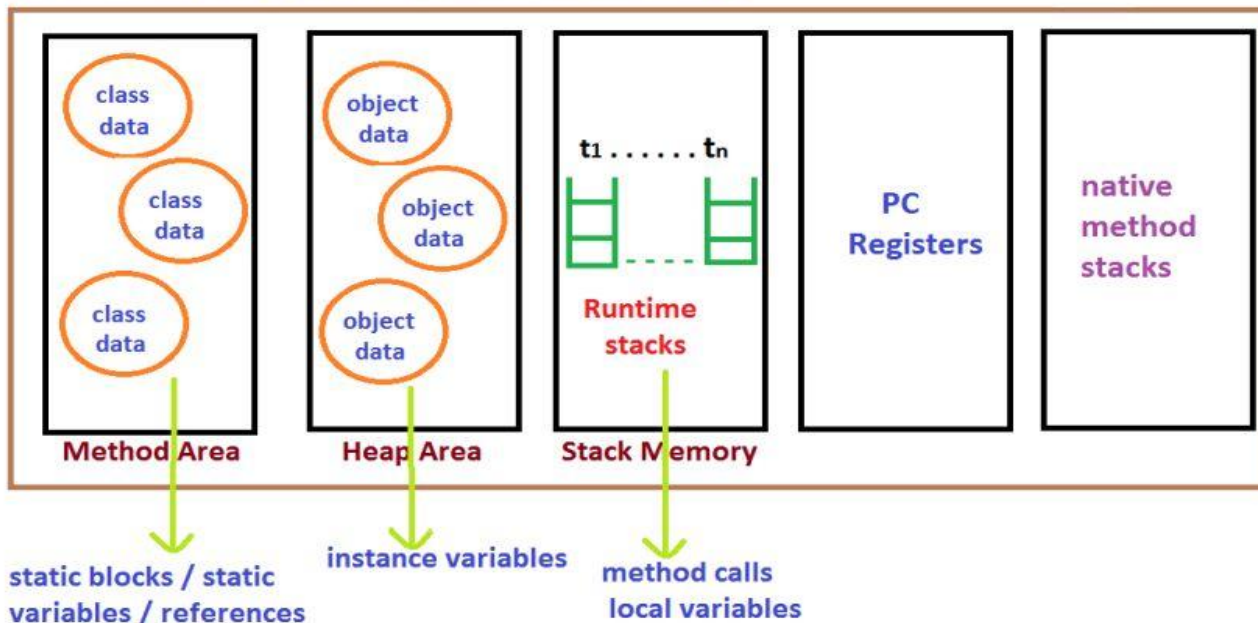 class
data
class
data
class
data
Method Area
object
data
object
data
object
data
Heap Area
t1 . . . . . . tn
Runtime
stacks
Stack Memory
PC
Registers
native
method
stacks
static blocks / static
variables / references
instance variables
method calls
local variables